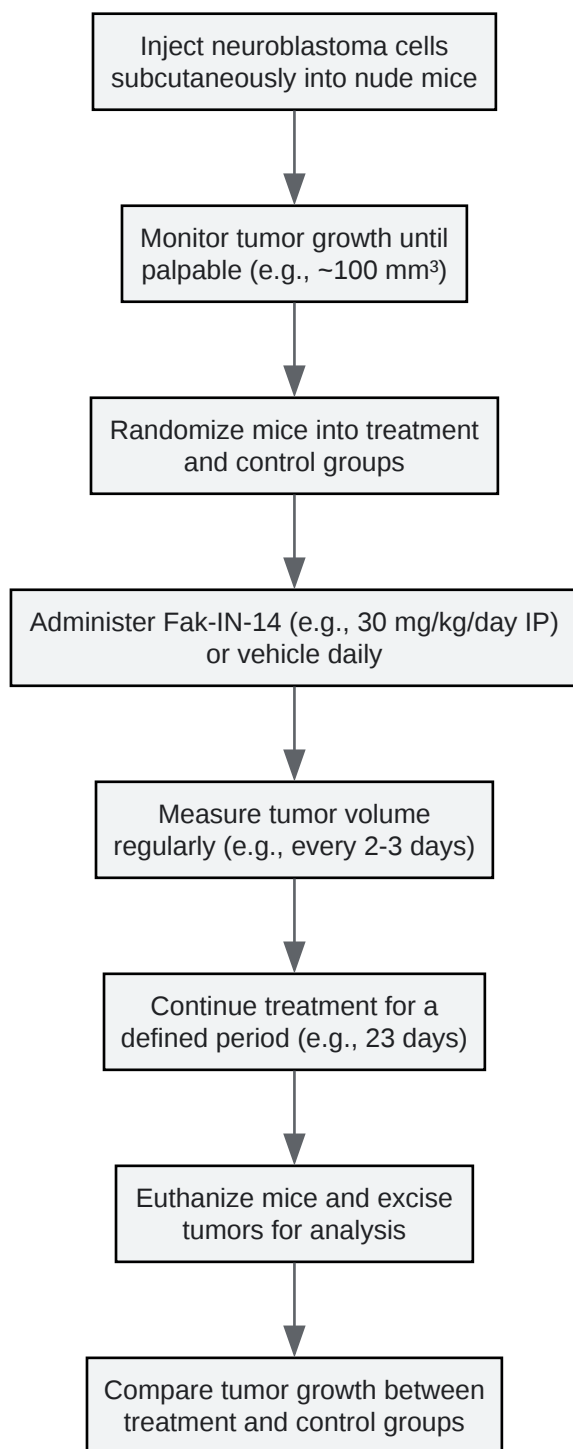 Inject neuroblastoma cells
subcutaneously into nude mice
Monitor tumor growth until
palpable (e.g., ~100 mm³)
Randomize mice into treatment
and control groups
Administer Fak-IN-14 (e.g., 30 mg/kg/day IP)
or vehicle daily
Measure tumor volume
regularly (e.g., every 2-3 days)
Continue treatment for a
defined period (e.g., 23 days)
Euthanize mice and excise
tumors for analysis
Compare tumor growth between
treatment and control groups